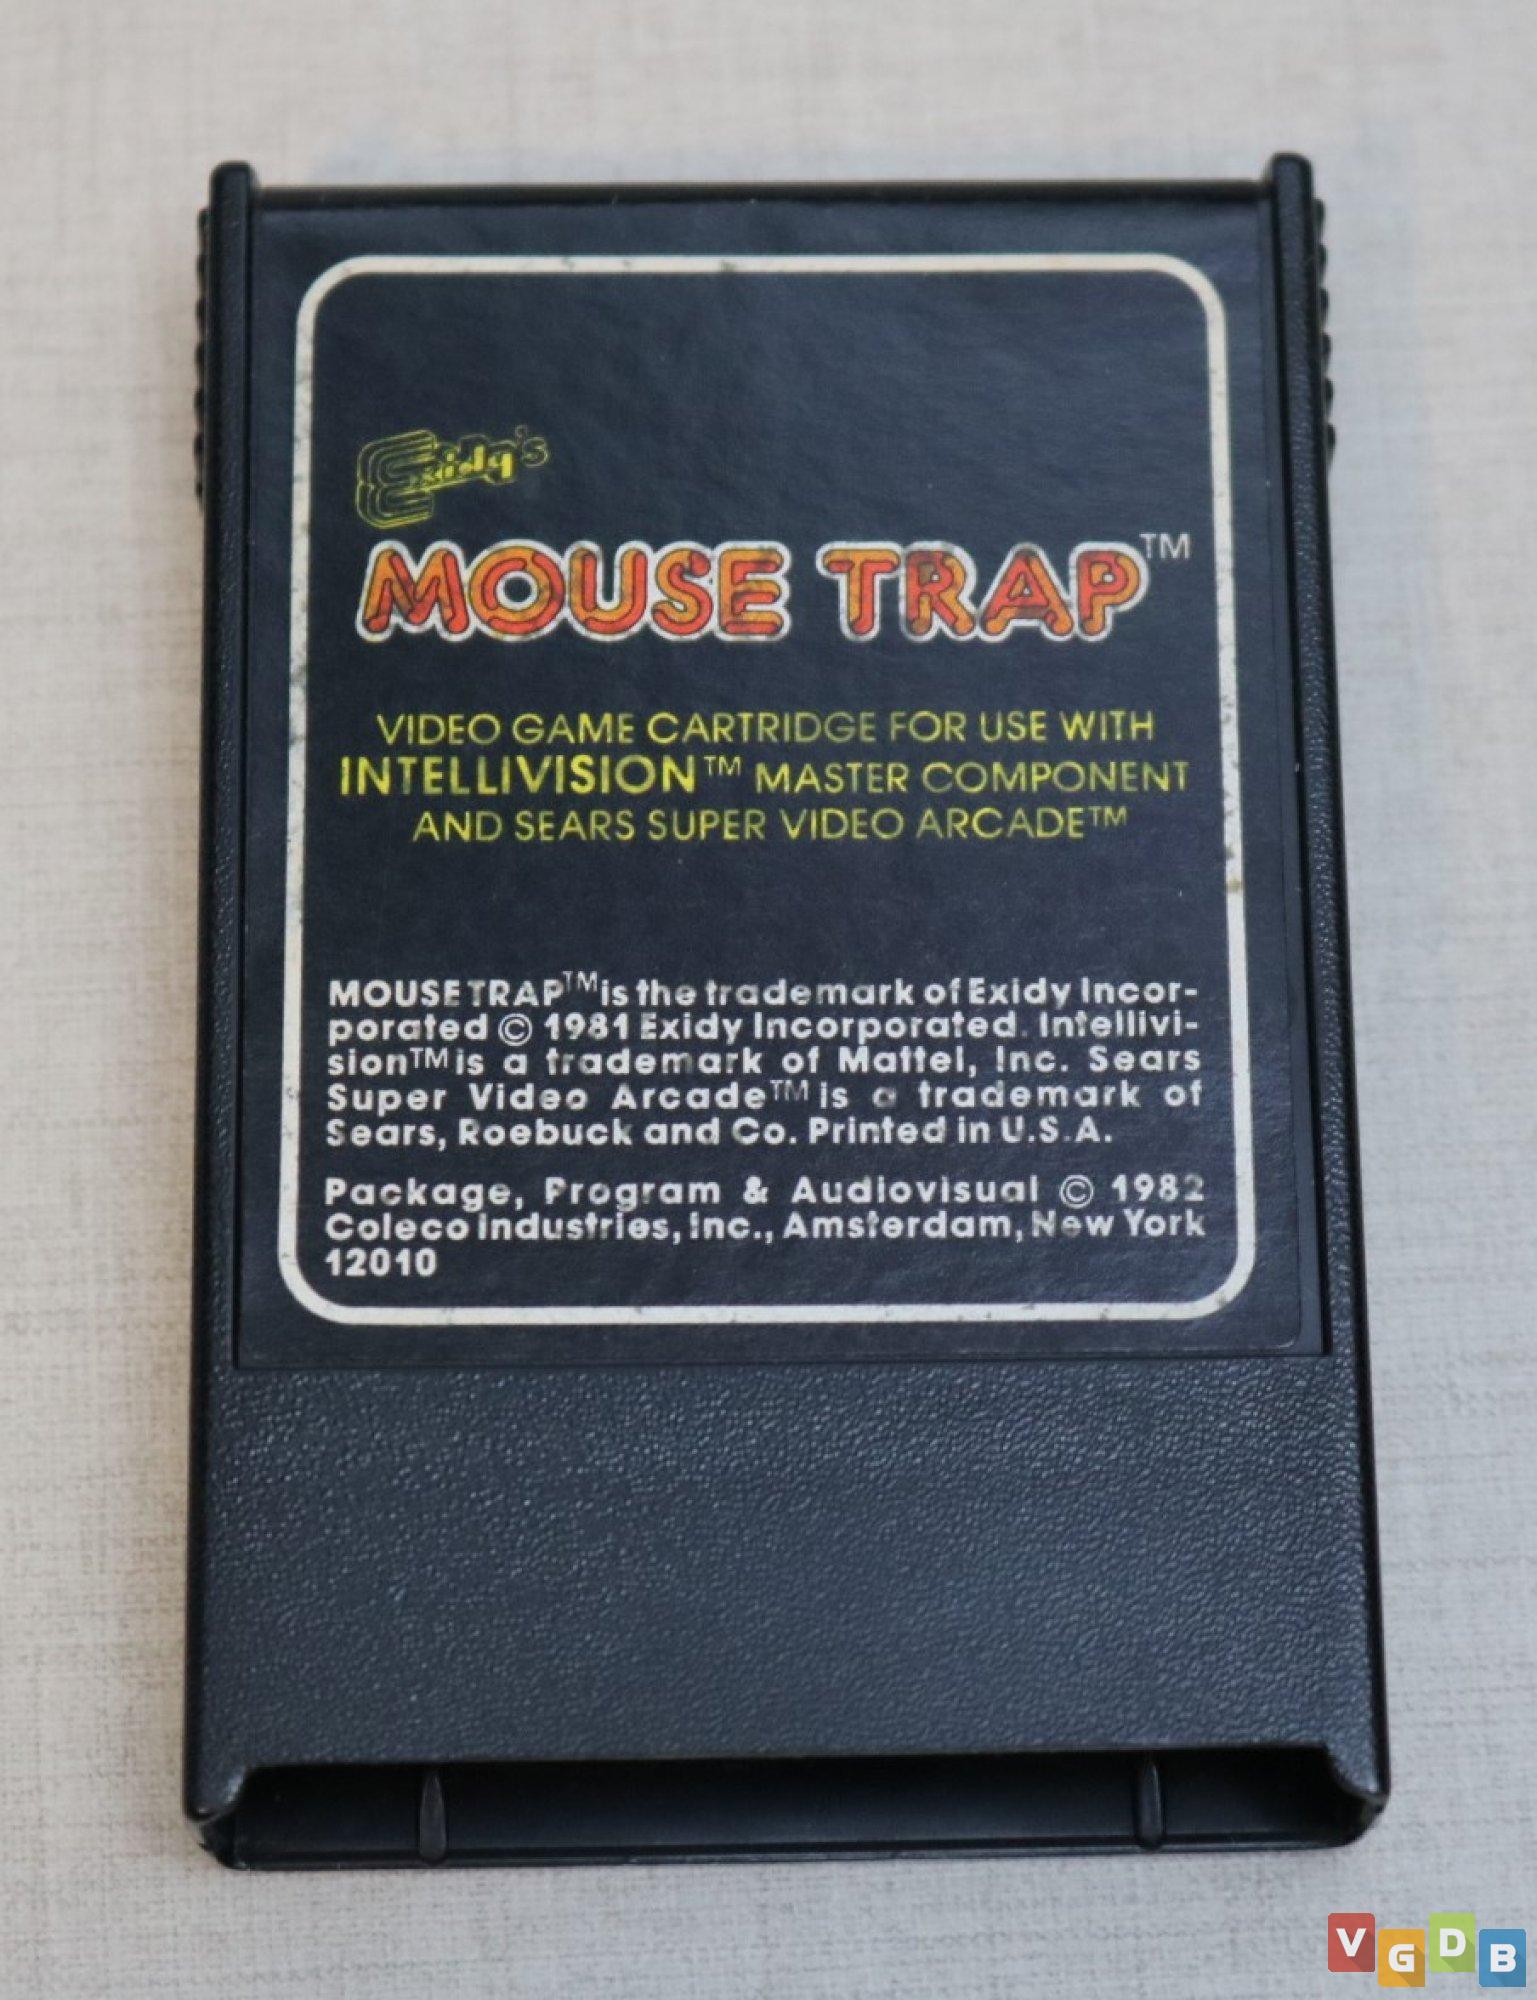 Exidy's
MOUSE TRAP™
VIDEO GAME CARTRIDGE FOR USE WITH
INTELLIVISION™ MASTER COMPONENT
AND SEARS SUPER VIDEO ARCADE™
MOUSE TRAP™ is the trademark of Exidy Incor-
porated © 1981 Exidy Incorporated. Intellivi-
sion™ is a trademark of Mattel, Inc. Sears
Super Video Arcade™ is a trademark of
Sears, Roebuck and Co. Printed in U.S.A.
Package, Program & Audiovisual © 1982
Coleco Industries, Inc., Amsterdam, New York
12010
VGDB